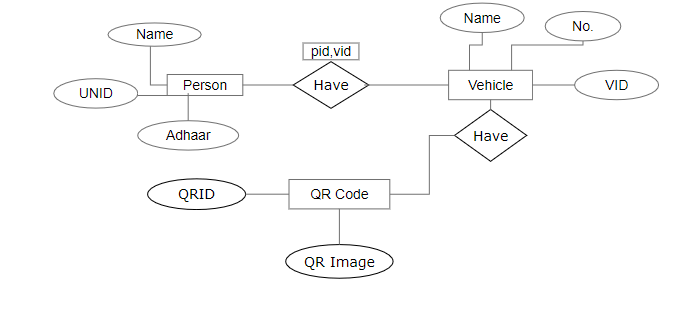 Name
No.
Name
pid,vid
Person
Have
Vehicle
VID
UNID
Adhaar
Have
QRID
QR Code
QR Image